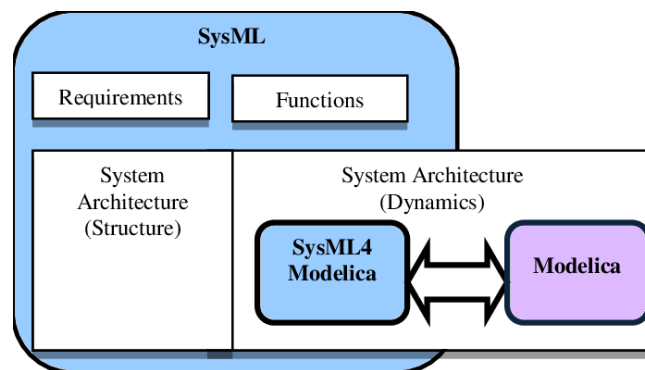 SysML
Requirements
Functions
System
Architecture
(Structure)
System Architecture
(Dynamics)
SysML4
Modelica
Modelica